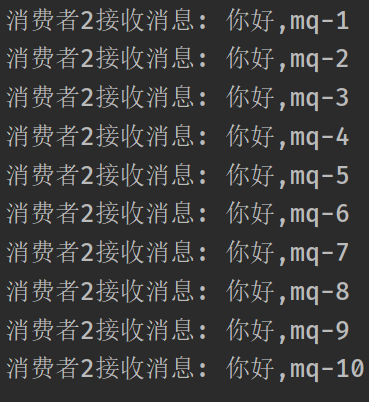 消费者2接收消息: 你好,mq-1
消费者2接收消息: 你好,mq-2
消费者2接收消息: 你好,mq-3
消费者2接收消息: 你好,mq-4
消费者2接收消息: 你好,mq-5
消费者2接收消息: 你好,mq-6
消费者2接收消息: 你好,mq-7
消费者2接收消息: 你好,mq-8
消费者2接收消息: 你好,mq-9
消费者2接收消息: 你好,mq-10